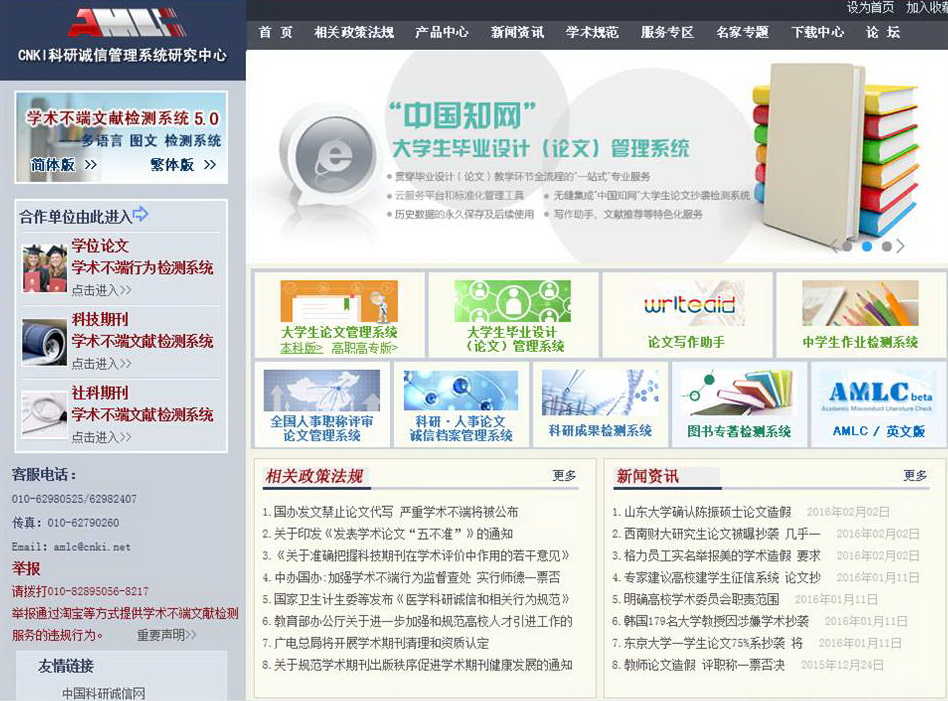 设为首页 加入收
AMLC
CNKI科研诚信管理系统研究中心
首 页 相关政策法规 产品中心 新闻资讯 学术规范 服务专区 名家专题 下载中心 论 坛
学术不端文献检测系统 5.0
——多语言 图文 检测系统
简体版 >> 繁体版 >>
合作单位由此进入
学位论文
学术不端行为检测系统
点击进入>>
科技期刊
学术不端文献检测系统
点击进入>>
社科期刊
学术不端文献检测系统
点击进入>>
客服电话:
010-62980525/62982407
传真: 010-62790260
Email: amlc@cnki.net
举报
请拨打010-82895056-8217
举报通过淘宝等方式提供学术不端文献检测
服务的违规行为。 重要声明>>
友情链接
中国科研诚信网
“中国知网”
大学生毕业设计(论文)管理系统
贯穿毕业设计(论文)教学环节全流程的“一站式”专业服务
云服务平台和标准化管理工具 无缝集成“中国知网”大学生论文抄袭检测系统
历史数据的永久保存及后续使用 写作助手、文献推荐等特色化服务
大学生论文管理系统
本科版> 高职高专版>
大学生毕业设计
(论文)管理系统
writeaid
论文写作助手
中学生作业检测系统
全国人事职称评审
论文管理系统
科研·人事论文
诚信档案管理系统
科研成果检测系统
图书专著检测系统
AMLC beta
Academic Misconduct Literature Check
AMLC / 英文版
相关政策法规 更多
1. 国办发文禁止论文代写 严重学术不端将被公布
2. 关于印发《发表学术论文“五不准”》的通知
3. 《关于准确把握科技期刊在学术评价中作用的若干意见》
4. 中办国办:加强学术不端行为监督查处 实行师德一票否
5. 国家卫生计生委等发布《医学科研诚信和相关行为规范》
6. 教育部办公厅关于进一步加强和规范高校人才引进工作的
7. 广电总局将开展学术期刊清理和资质认定
8. 关于规范学术期刊出版秩序促进学术期刊健康发展的通知
新闻资讯 更多
1. 山东大学确认陈振硕士论文造假 2016年02月02日
2. 西南财大研究生论文被曝抄袭 几乎一 2016年02月02日
3. 格力员工实名举报美的学术造假 要求 2016年02月02日
4. 专家建议高校建学生征信系统 论文抄 2016年01月11日
5. 明确高校学术委员会职责范围 2016年01月11日
6. 韩国179名大学教授因涉嫌学术抄袭 2016年01月11日
7. 东京大学一学生论文75%系抄袭 将 2016年01月11日
8. 教师论文造假 评职称一票否决 2015年12月24日